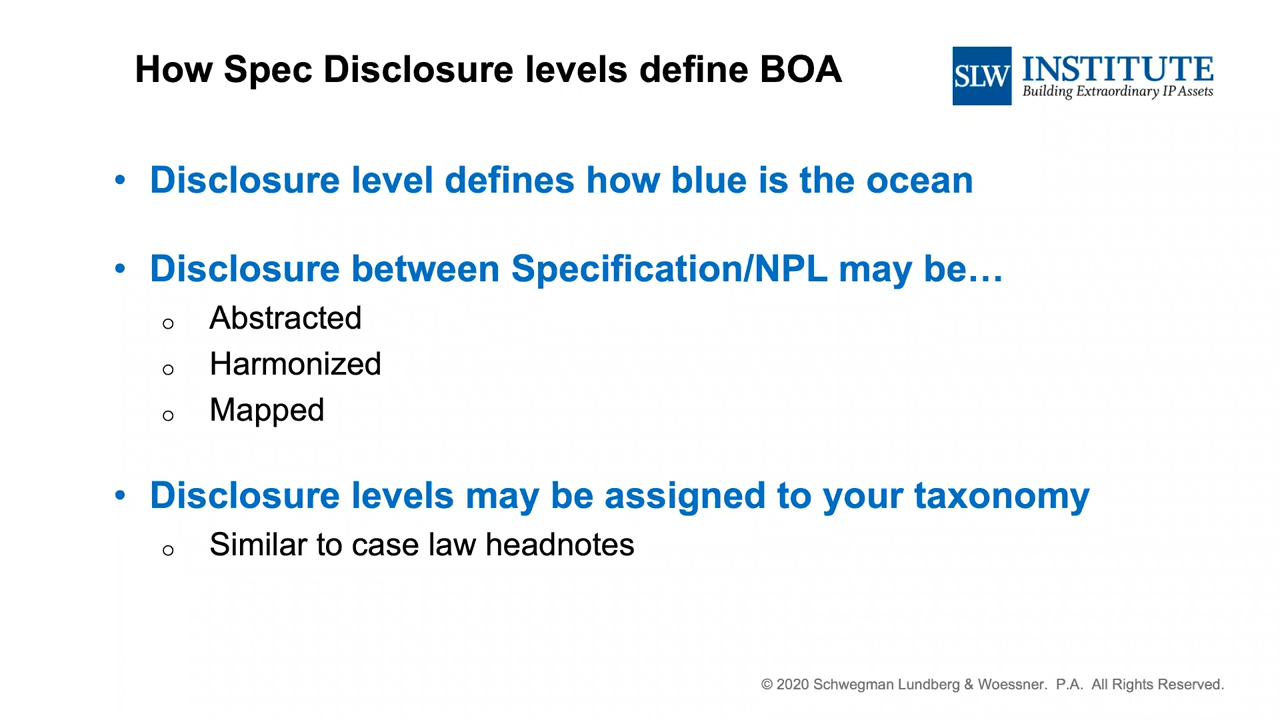 How Spec Disclosure levels define BOA
SLW INSTITUTE
Building Extraordinary IP Assets
• Disclosure level defines how blue is the ocean
• Disclosure between Specification/NPL may be…
o Abstracted
o Harmonized
o Mapped
• Disclosure levels may be assigned to your taxonomy
o Similar to case law headnotes
© 2020 Schwegman Lundberg & Woessner. P.A. All Rights Reserved.